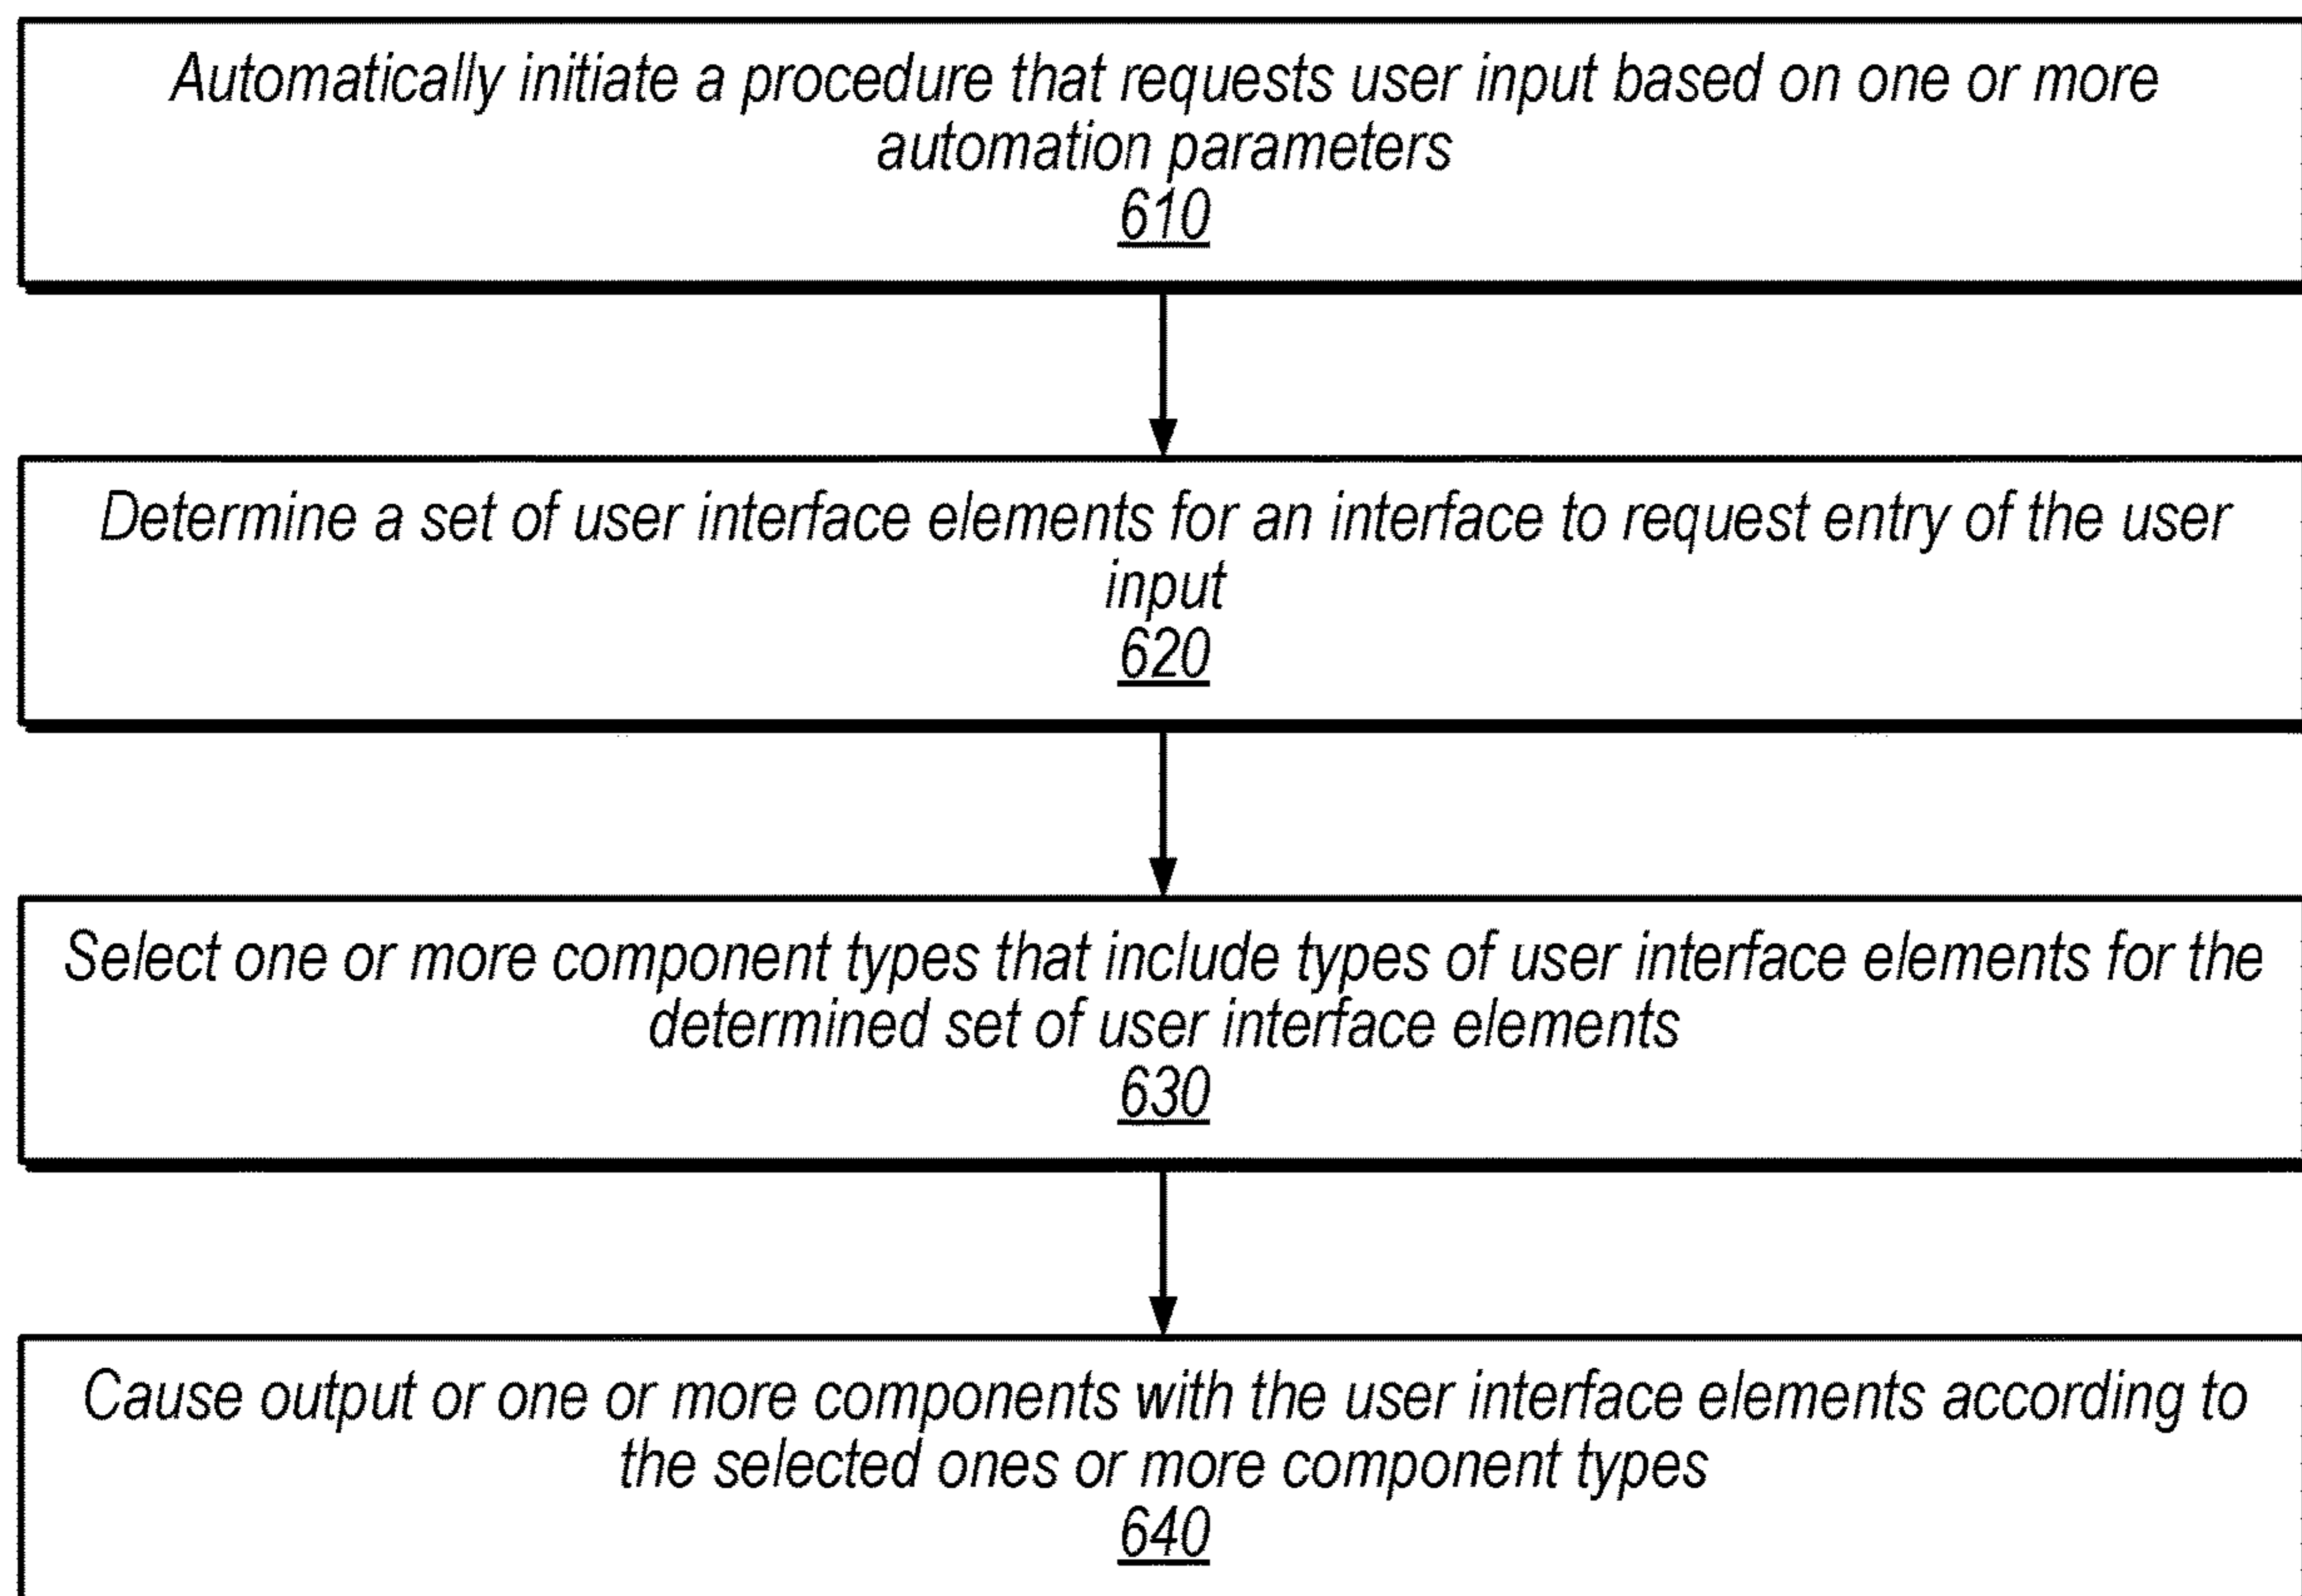 Automatically initiate a procedure that requests user input based on one or more
automation parameters
610
Determine a set of user interface elements for an interface to request entry of the user
input
620
Select one or more component types that include types of user interface elements for the
determined set of user interface elements
630
Cause output or one or more components with the user interface elements according to
the selected ones or more component types
640